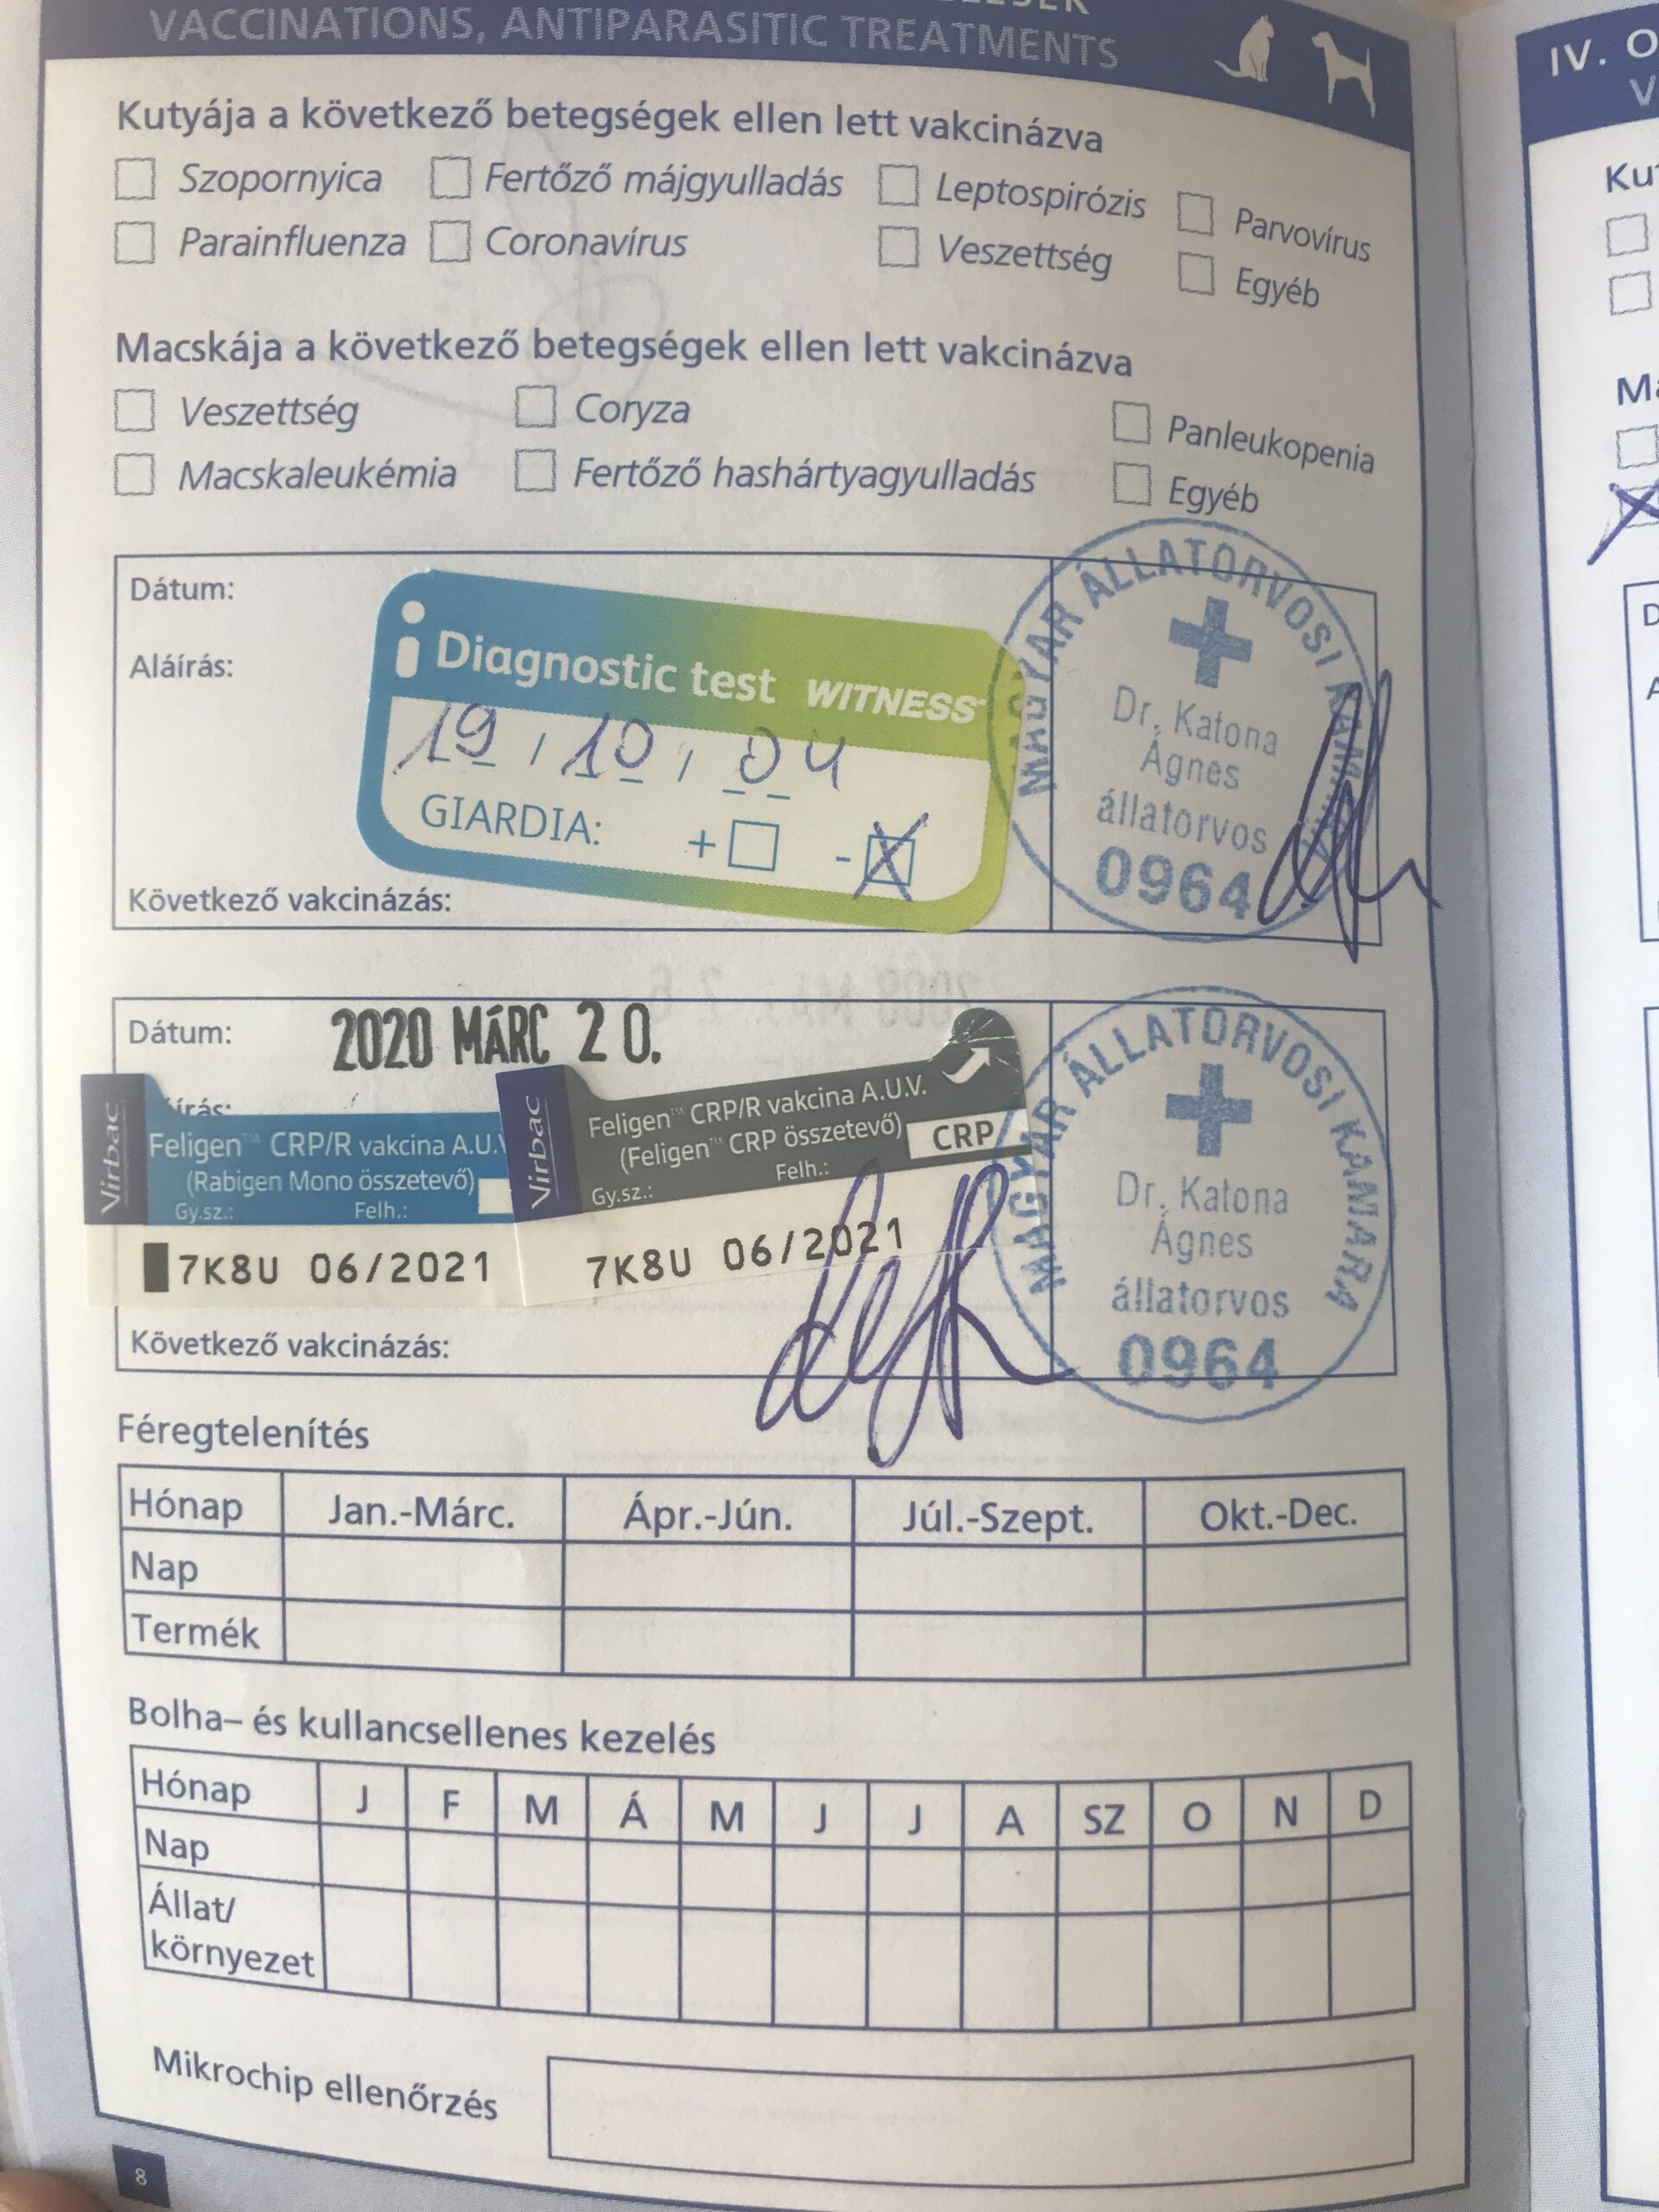 VACCINATIONS, ANTIPARASITIC TREATMENTS
Kutyája a következő betegségek ellen lett vakcinázva
Szopornyica Fertőző májgyulladás Leptospirózis Parvovírus
Parainfluenza Coronavírus Veszettség Egyéb
Macskája a következő betegségek ellen lett vakcinázva
Veszettség Coryza Panleukopenia
Macskaleukémia Fertőző hashártyagyulladás Egyéb
Dátum:
Aláírás:
Diagnostic test WITNESS
19 / 10 / 04
GIARDIA: + -
Következő vakcinázás:
MAGYAR ÁLLATORVOSI KAMARA
Dr. Katona
Ágnes
állatorvos
0964
Dátum: 2020 MÁRC 20.
Virbac
Feligen™ CRP/R vakcina A.U.V
(Rabigen Mono összetevő)
Gy.sz.: Felh.:
7K8U 06/2021
Virbac
Feligen™ CRP/R vakcina A.U.V.
(Feligen™ CRP összetevő) CRP
Gy.sz.: Felh.:
7K8U 06/2021
Következő vakcinázás:
MAGYAR ÁLLATORVOSI KAMARA
Dr. Katona
Ágnes
állatorvos
0964
Féregtelenítés
Hónap Jan.-Márc. Ápr.-Jún. Júl.-Szept. Okt.-Dec.
Nap
Termék
Bolha– és kullancsellenes kezelés
Hónap J F M Á M J J A SZ O N D
Nap
Állat/
környezet
Mikrochip ellenőrzés
8
IV. O
V
Ku
Ma
D
A